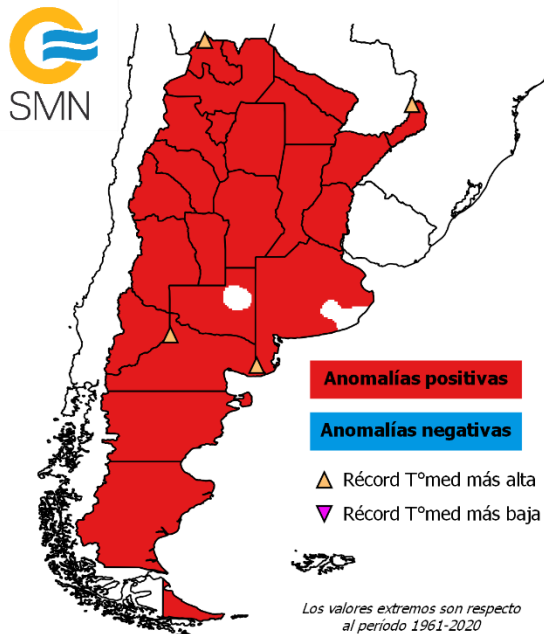 SMN
Anomalías positivas
Anomalías negativas
Récord T°med más alta
Récord T°med más baja
Los valores extremos son respecto
al período 1961-2020